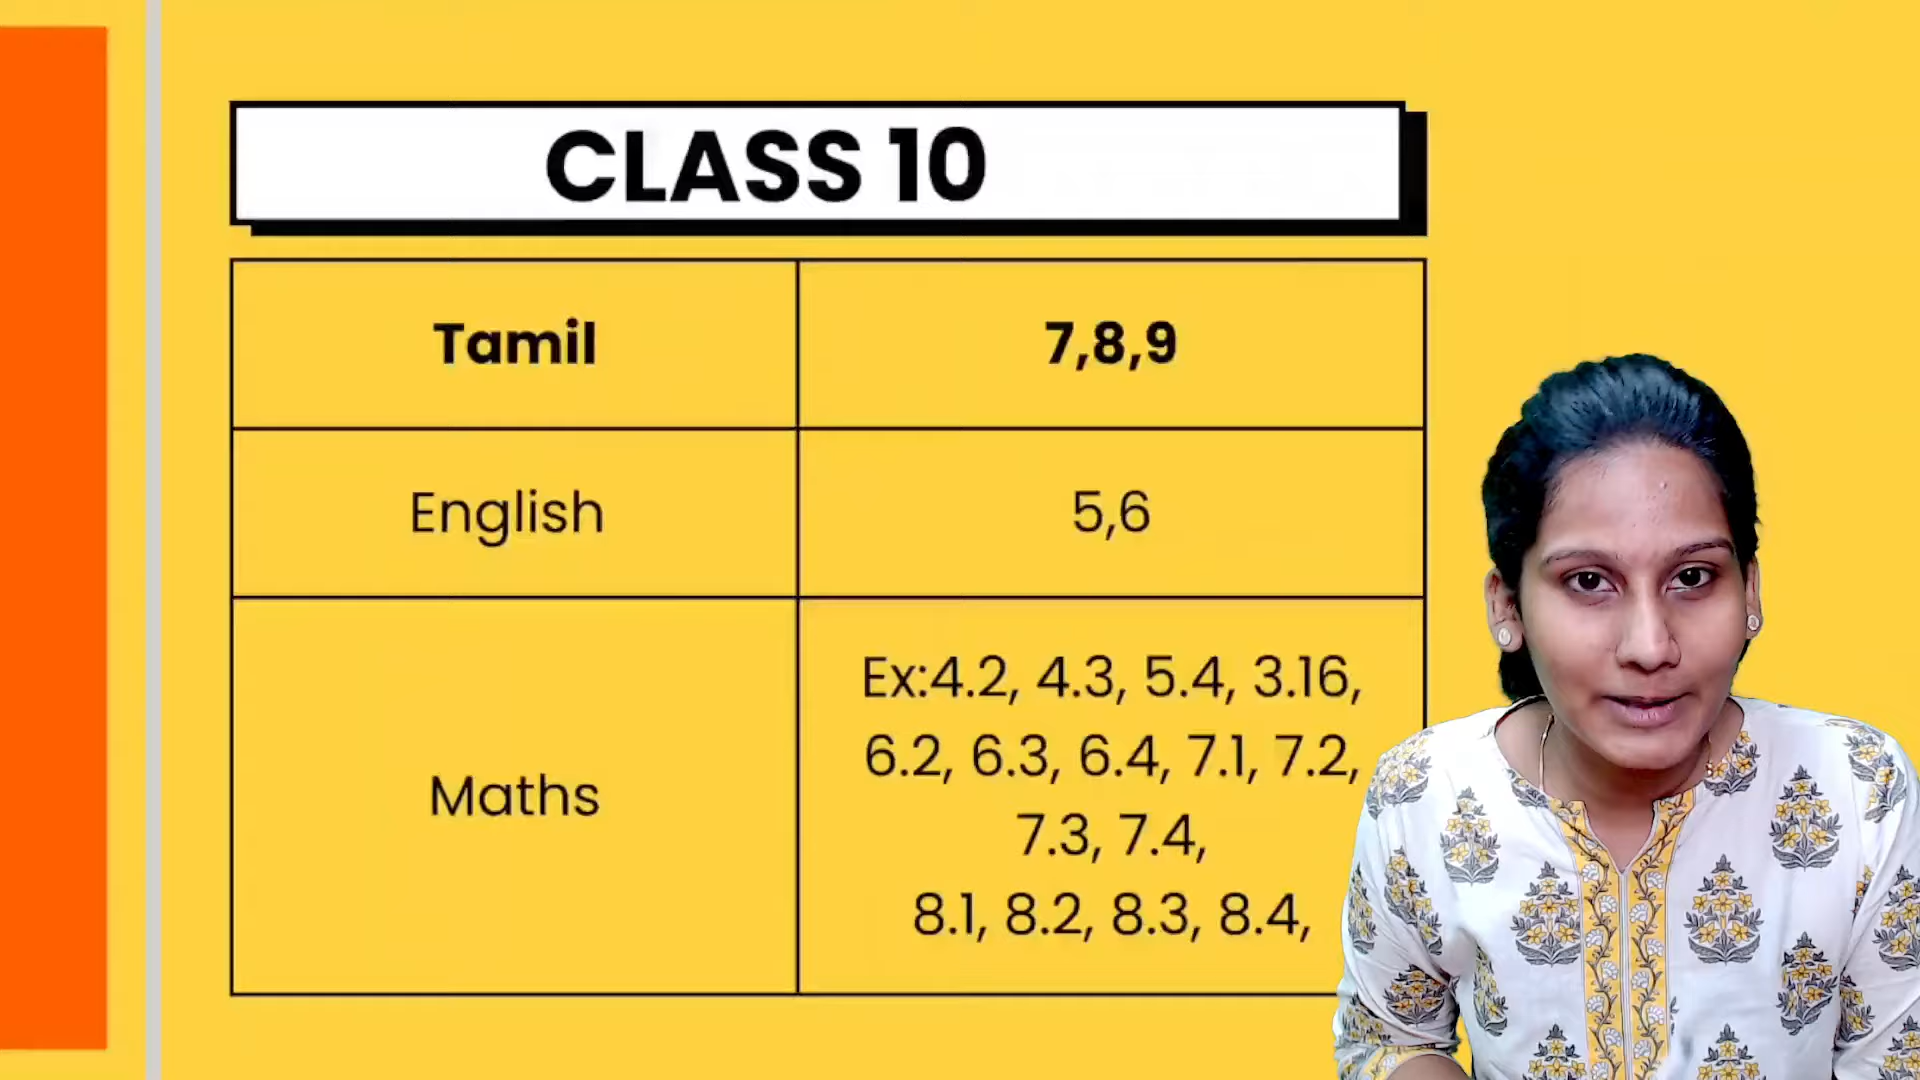 CLASS 10
Tamil
7,8,9
English
5,6
Maths
Ex:4.2, 4.3, 5.4, 3.16,
6.2, 6.3, 6.4, 7.1, 7.2,
7.3, 7.4,
8.1, 8.2, 8.3, 8.4,